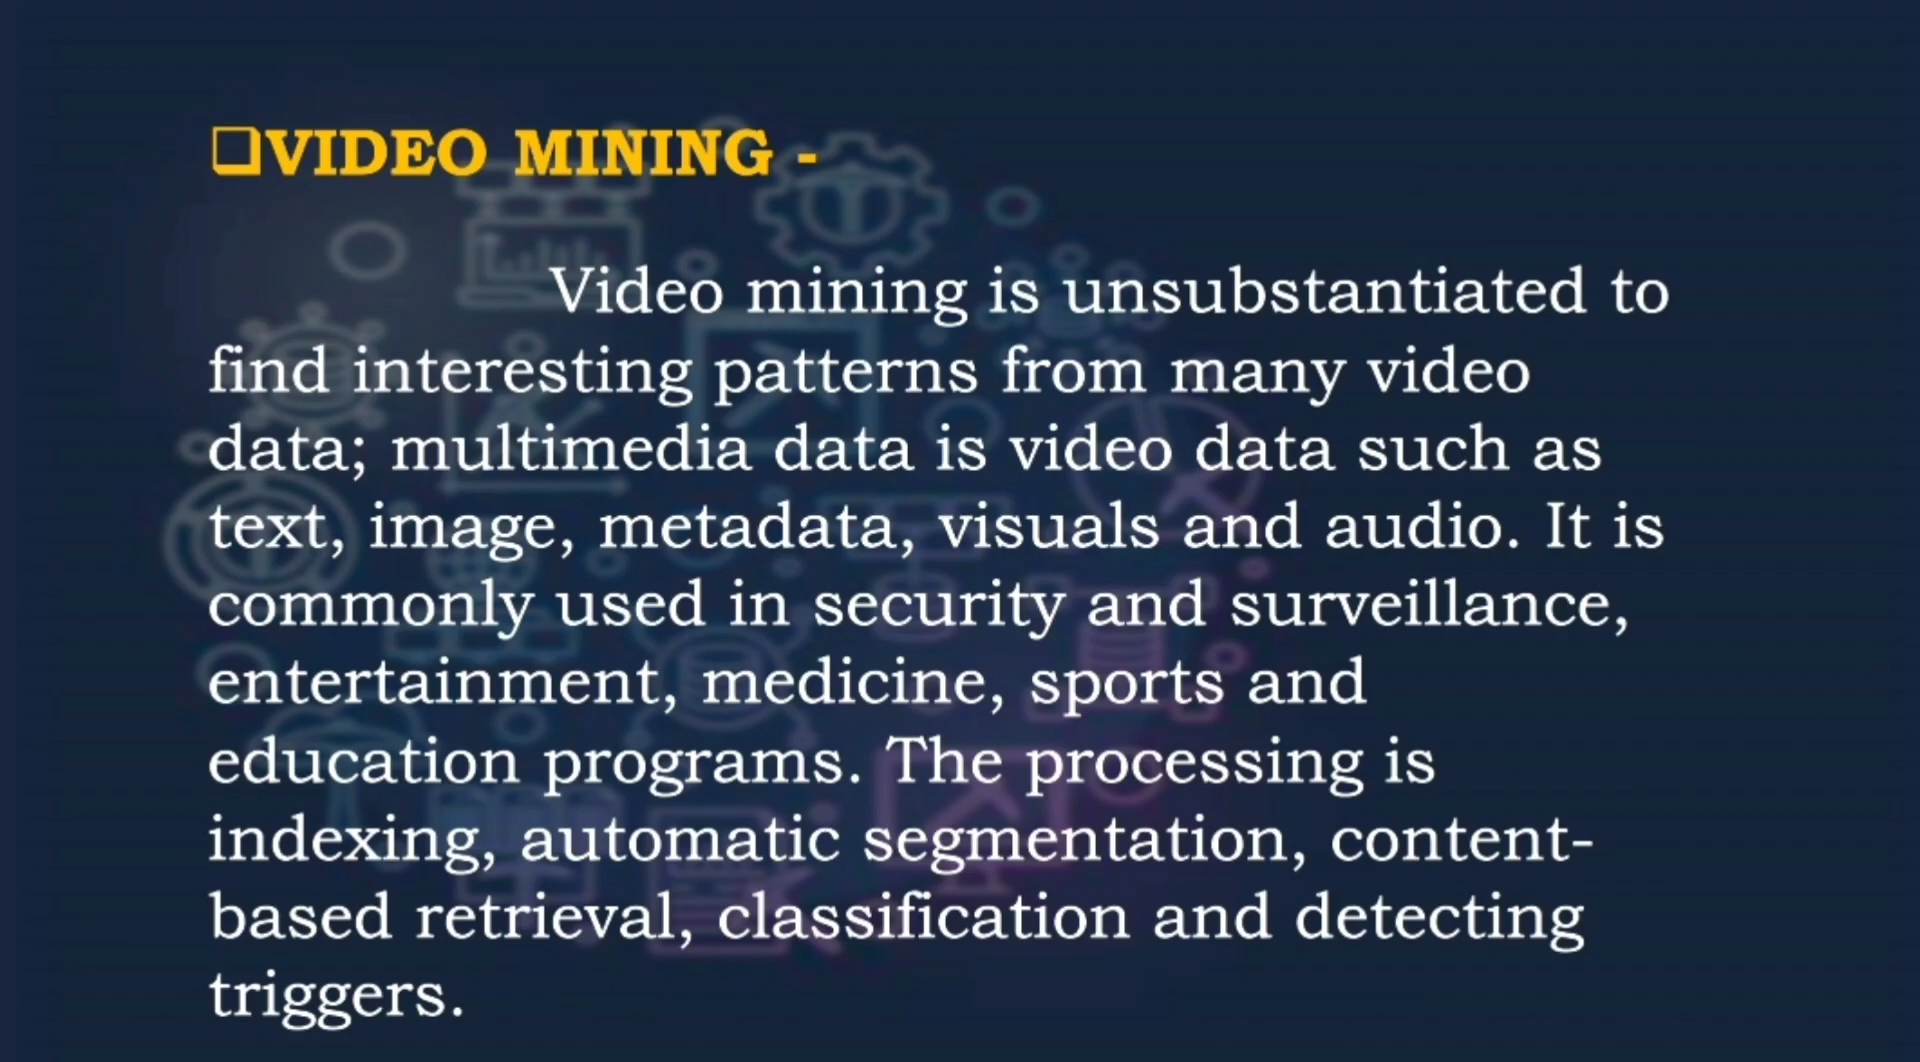 ❑VIDEO MINING -
Video mining is unsubstantiated to
find interesting patterns from many video
data; multimedia data is video data such as
text, image, metadata, visuals and audio. It is
commonly used in security and surveillance,
entertainment, medicine, sports and
education programs. The processing is
indexing, automatic segmentation, content-
based retrieval, classification and detecting
triggers.